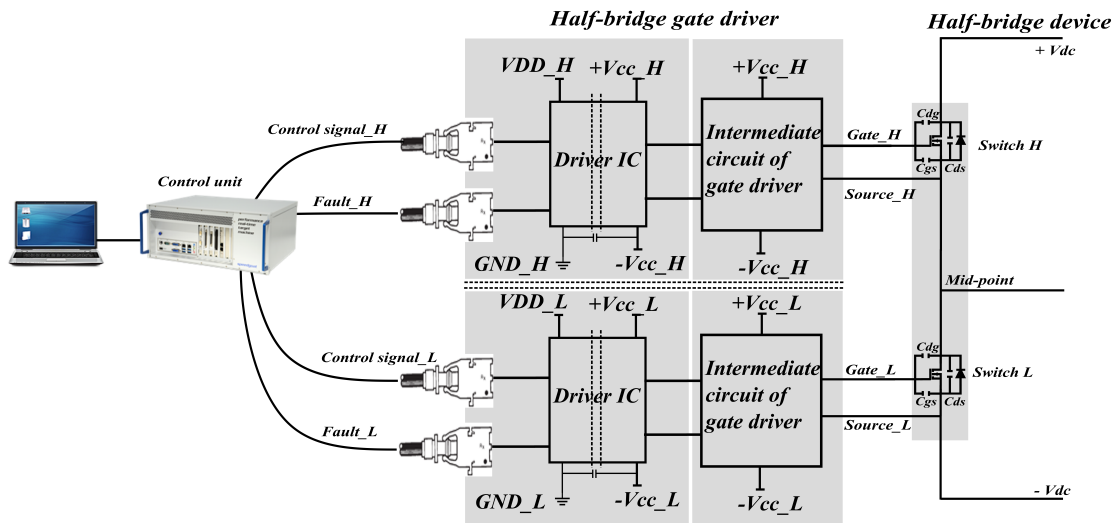 Half-bridge gate driver
Half-bridge device
VDD_H
+Vcc_H
+Vcc_H
+ Vdc
Control signal_H
Driver IC
Intermediate
circuit of
gate driver
Gate_H
Cdg
Cgs
Cds
Switch H
Control unit
Fault_H
Source_H
GND_H
-Vcc_H
-Vcc_H
Mid-point
VDD_L
+Vcc_L
+Vcc_L
Control signal_L
Driver IC
Intermediate
circuit of
gate driver
Gate_L
Cdg
Cgs
Cds
Switch L
Fault_L
Source_L
GND_L
-Vcc_L
-Vcc_L
- Vdc